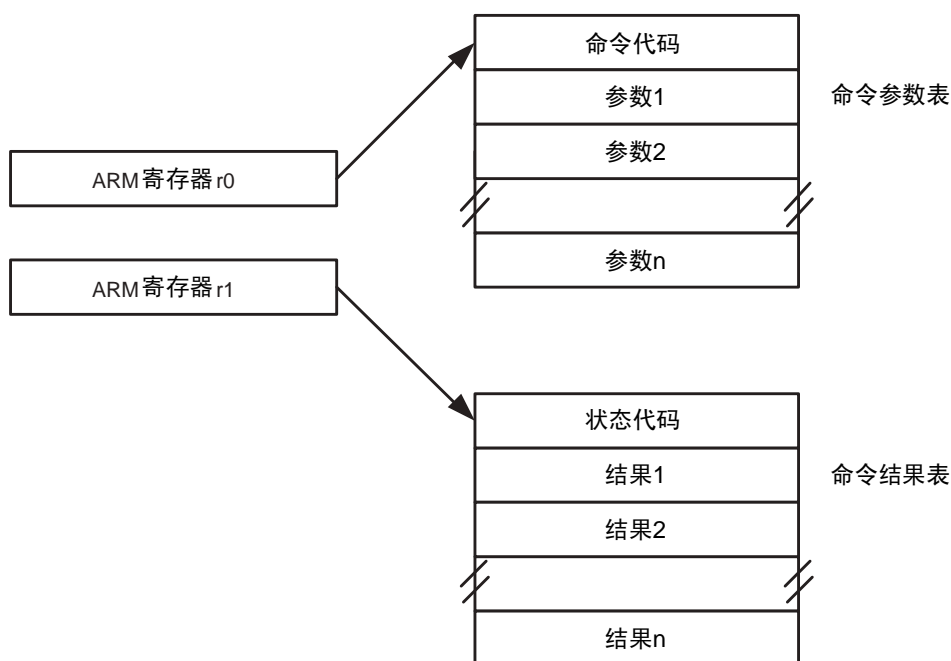 命令代码
参数1
命令参数表
参数2
ARM寄存器r0
参数n
ARM寄存器r1
状态代码
结果1
命令结果表
结果2
结果n